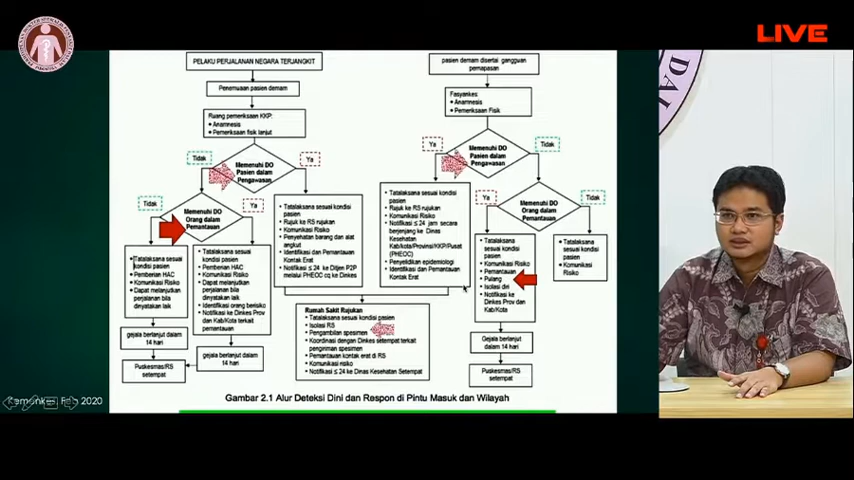 LIVE
PELAKU PERJALANAN NEGARA TERJANGKIT
Penemuaan pasien demam
Ruang pemeriksaan KKP:
• Anamnesis
• Pemeriksaan fisik lanjut
Tidak
Memenuhi DO
Pasien dalam
Pengawasan
Ya
Tidak
Memenuhi DO
Orang dalam
Pemantauan
Ya
• Tatalaksana sesuai
kondisi pasien
• Pemberian HAC
• Komunikasi Risiko
• Dapat melanjutkan
perjalanan bila
dinyatakan laik
gejala berlanjut dalam
14 hari
Puskesmas/RS
setempat
• Tatalaksana sesuai
kondisi pasien
• Pemberian HAC
• Komunikasi Risiko
• Dapat melanjutkan
perjalanan bila
dinyatakan laik
• Identifikasi orang berisiko
• Notifikasi ke Dinkes Prov
dan Kab/Kota terkait
pemantauan
gejala berlanjut dalam
14 hari
• Tatalaksana sesuai kondisi
pasien
• Rujuk ke RS rujukan
• Komunikasi Risiko
• Penyehatan barang dan alat
angkut
• Identifikasi dan Pemantauan
Kontak Erat
• Notifikasi ≤ 24 ke Ditjen P2P
melalui PHEOC cq ke Dinkes
pasien demam disertai gangguan
pernapasan
Fasyankes:
• Anamnesis
• Pemeriksaan Fisik
Ya
Memenuhi DO
Pasien dalam
Pengawasan
Tidak
• Tatalaksana sesuai kondisi
pasien
• Rujuk ke RS rujukan
• Komunikasi Risiko
• Notifikasi ≤ 24 jam secara
berjenjang ke Dinas
Kesehatan
Kab/kota/Provinsi/KKP/Pusat
(PHEOC)
• Penyelidikan epidemiologi
• Identifikasi dan Pemantauan
Kontak Erat
Ya
Memenuhi DO
Orang dalam
Pemantauan
Tidak
• Tatalaksana
sesuai kondisi
pasien
• Komunikasi Risiko
• Pemantauan
• Pulang
• Isolasi diri
• Notifikasi ke
Dinkes Prov dan
Kab/Kota
• Tatalaksana
sesuai kondisi
pasien
• Komunikasi
Risiko
Gejala berlanjut
dalam 14 hari
Puskesmas/RS
setempat
Rumah Sakit Rujukan
• Tatalaksana sesuai kondisi pasien
• Isolasi RS
• Pengambilan spesimen
• Koordinasi dengan Dinkes setempat terkait
pengiriman spesimen
• Pemantauan kontak erat di RS
• Komunikasi risiko
• Notifikasi ≤ 24 ke Dinas Kesehatan Setempat
Gambar 2.1 Alur Deteksi Dini dan Respon di Pintu Masuk dan Wilayah
2020